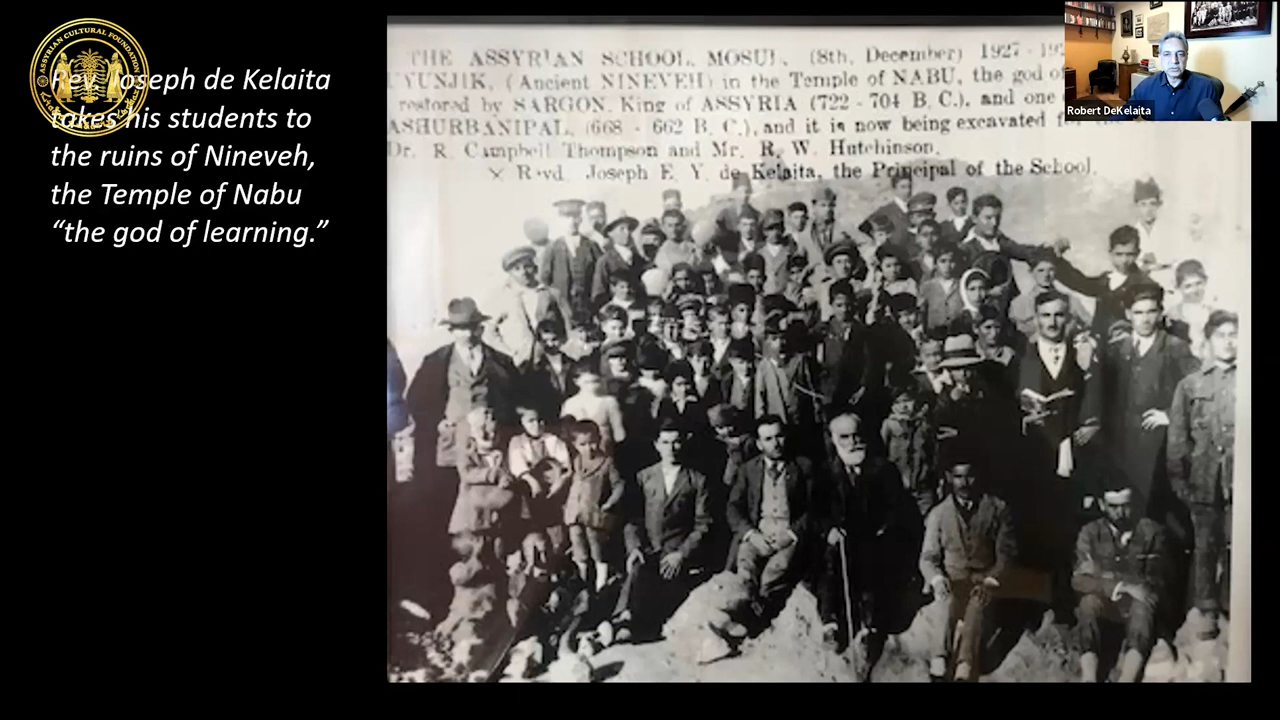 Rev. Joseph de Kelaita
takes his students to
the ruins of Nineveh,
the Temple of Nabu
“the god of learning.”
ASSYRIAN CULTURAL FOUNDATION
THE ASSYRIAN SCHOOL, MOSUL, (8th, December) 1927
(Ancient NINEVEH) in the Temple of NABU, the god of
restored by SARGON, King of ASSYRIA (722 - 704 B. C.), and one
ASHURBANIPAL, (668 - 662 B. C.), and it is now being excavated
Dr. R. Campbell Thompson and Mr. R. W. Hutchinson.
× Revd. Joseph E. Y. de Kelaita, the Principal of the School.
Robert DeKelaita